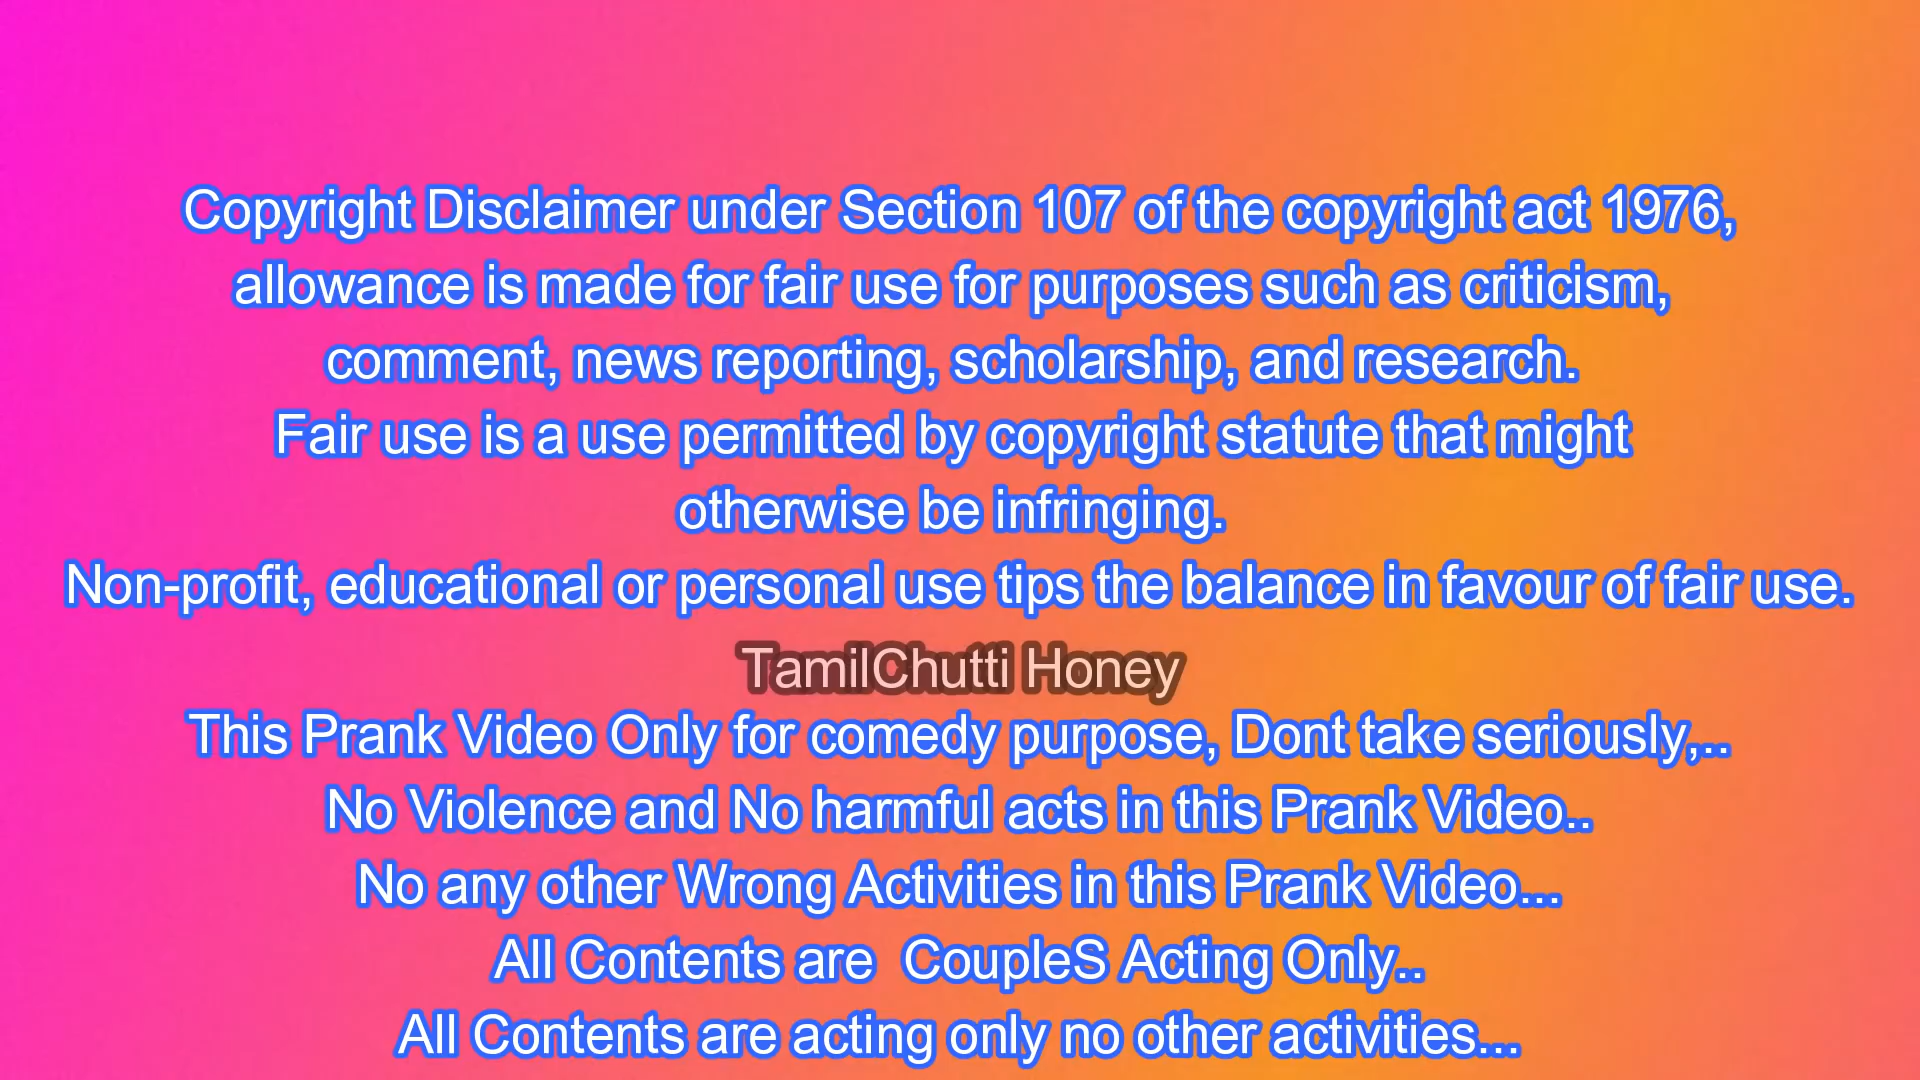 Copyright Disclaimer under Section 107 of the copyright act 1976,
allowance is made for fair use for purposes such as criticism,
comment, news reporting, scholarship, and research.
Fair use is a use permitted by copyright statute that might
otherwise be infringing.
Non-profit, educational or personal use tips the balance in favour of fair use.
TamilChutti Honey
This Prank Video Only for comedy purpose, Dont take seriously,..
No Violence and No harmful acts in this Prank Video..
No any other Wrong Activities in this Prank Video...
All Contents are  CoupleS Acting Only..
All Contents are acting only no other activities...